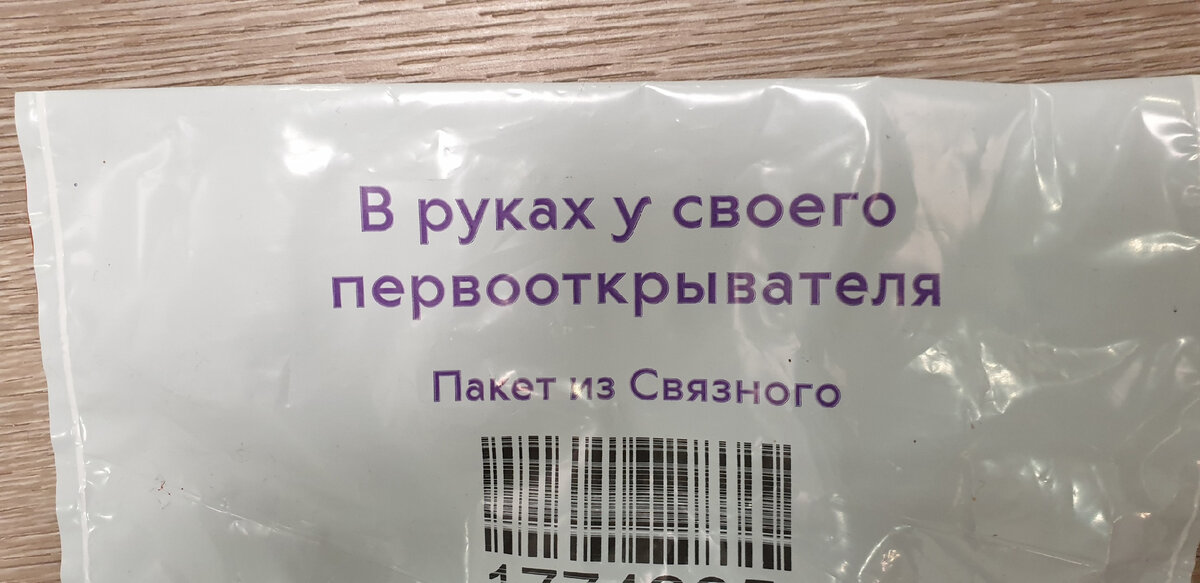 В руках у своего
первооткрывателя
Пакет из Связного